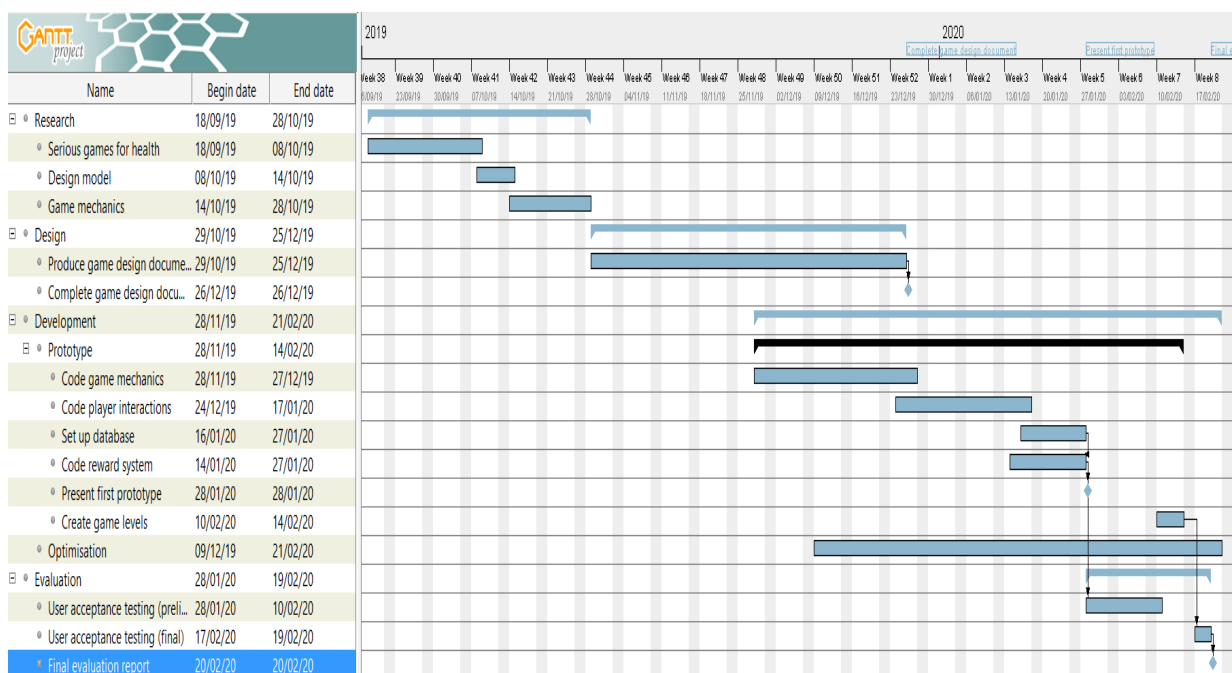 GANTT
project
2019 2020
Complete game design document Present first prototype Final e
Week 38 Week 39 Week 40 Week 41 Week 42 Week 43 Week 44 Week 45 Week 46 Week 47 Week 48 Week 49 Week 50 Week 51 Week 52 Week 1 Week 2 Week 3 Week 4 Week 5 Week 6 Week 7 Week 8
6/09/19 23/09/19 30/09/19 07/10/19 14/10/19 21/10/19 28/10/19 04/11/19 11/11/19 18/11/19 25/11/19 02/12/19 09/12/19 16/12/19 23/12/19 30/12/19 06/01/20 13/01/20 20/01/20 27/01/20 03/02/20 10/02/20 17/02/20
Name Begin date End date
Research 18/09/19 28/10/19
Serious games for health 18/09/19 08/10/19
Design model 08/10/19 14/10/19
Game mechanics 14/10/19 28/10/19
Design 29/10/19 25/12/19
Produce game design docume... 29/10/19 25/12/19
Complete game design docu... 26/12/19 26/12/19
Development 28/11/19 21/02/20
Prototype 28/11/19 14/02/20
Code game mechanics 28/11/19 27/12/19
Code player interactions 24/12/19 17/01/20
Set up database 16/01/20 27/01/20
Code reward system 14/01/20 27/01/20
Present first prototype 28/01/20 28/01/20
Create game levels 10/02/20 14/02/20
Optimisation 09/12/19 21/02/20
Evaluation 28/01/20 19/02/20
User acceptance testing (preli... 28/01/20 10/02/20
User acceptance testing (final) 17/02/20 19/02/20
Final evaluation report 20/02/20 20/02/20